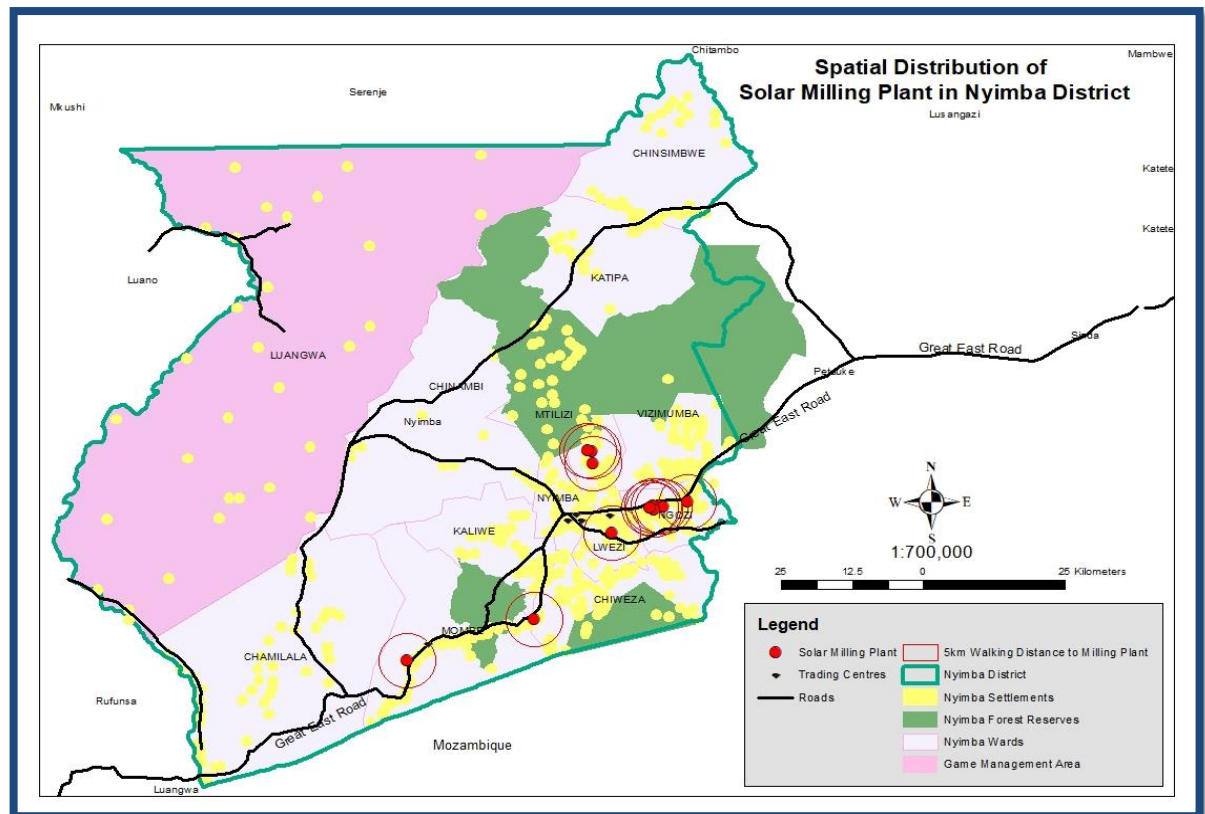 Chitambo
Mambwe
Spatial Distribution of
Solar Milling Plant in Nyimba District
Serenje
Mkushi
Lusangazi
CHINSIMBWE
Katete
Katete
Luano
KATIPA
LUANGWA
Great East Road
Sinda
Petauke
CHINAMBI
Nyimba
MTILIZI
VIZIMUMBA
Great East Road
NYIMBA
NGOZI
KALIWE
LWEZI
N
W
E
S
1:700,000
25 12.5 0 25 Kilometers
CHIWEZA
MOMBE
CHAMILALA
Rufunsa
Great East Road
Mozambique
Luangwa
Legend
Solar Milling Plant
Trading Centres
Roads
5km Walking Distance to Milling Plant
Nyimba District
Nyimba Settlements
Nyimba Forest Reserves
Nyimba Wards
Game Management Area